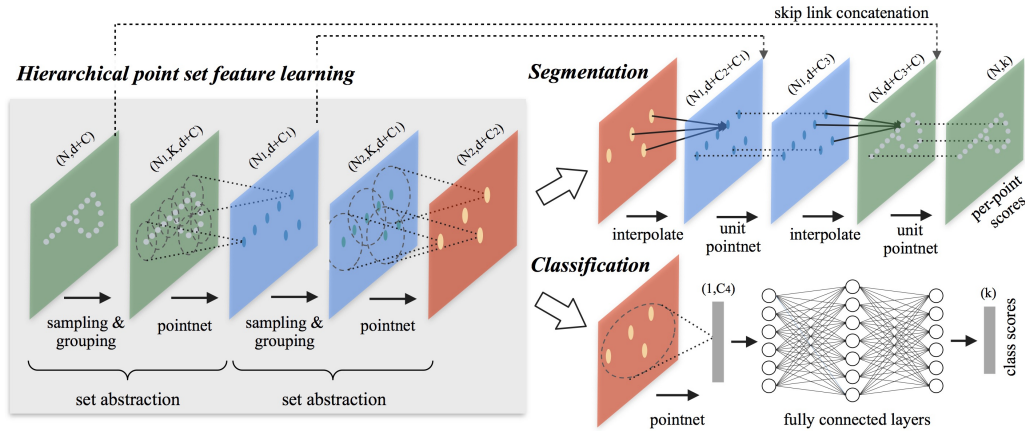 skip link concatenation
Hierarchical point set feature learning
Segmentation
(N,d+C)
(N1,K,d+C)
(N1,d+C1)
(N2,K,d+C1)
(N2,d+C2)
(N1,d+C2+C1)
(N1,d+C3)
(N,d+C3+C)
(N,k)
per-point
scores
interpolate
unit
pointnet
interpolate
unit
pointnet
sampling &
grouping
pointnet
sampling &
grouping
pointnet
set abstraction
set abstraction
Classification
(1,C4)
(k)
class scores
pointnet
fully connected layers